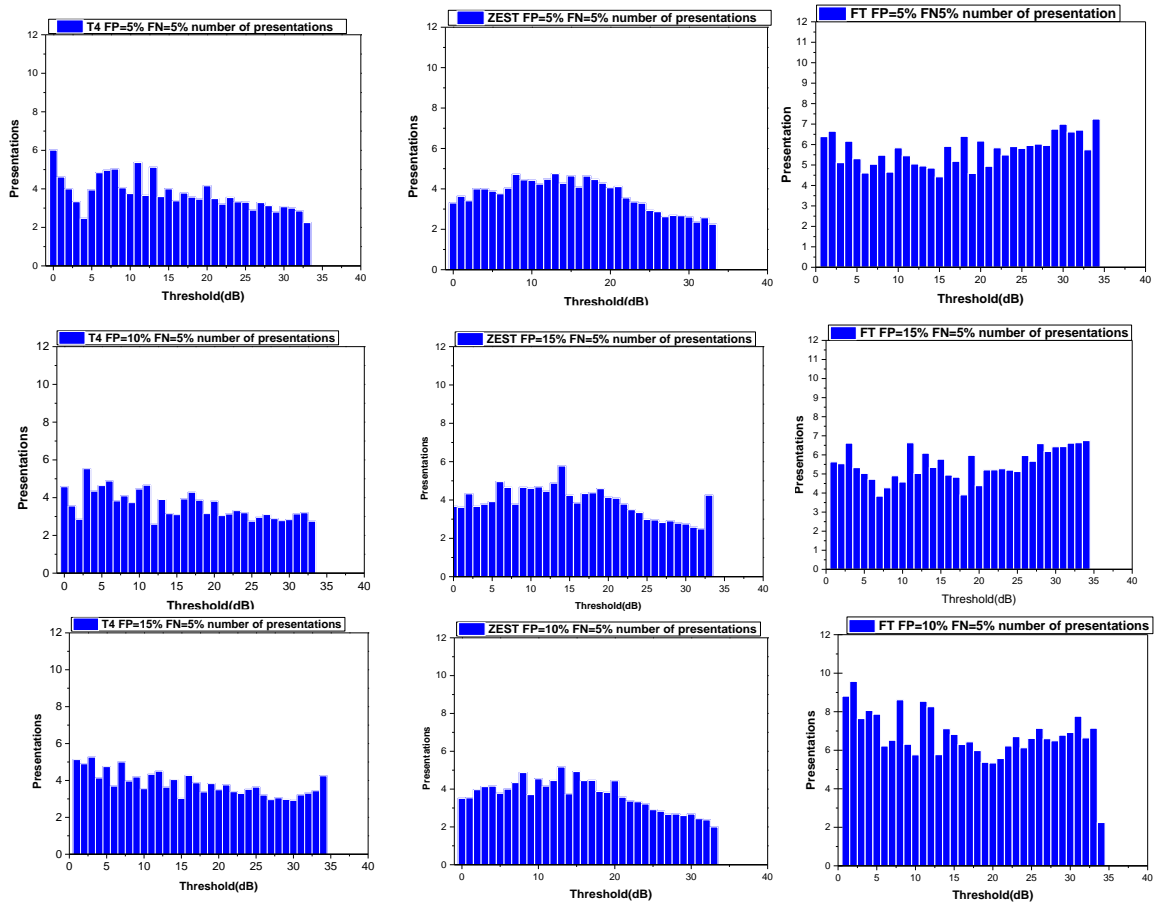 T4 FP=5% FN=5% number of presentations
Presentations
12
10
8
6
4
2
0
0 5 10 15 20 25 30 35 40
Threshold(dB)
ZEST FP=5% FN=5% number of presentations
Presentations
12
10
8
6
4
2
0
0 10 20 30 40
Threshold(dB)
FT FP=5% FN5% number of presentation
Presentation
12
11
10
9
8
7
6
5
4
3
2
1
0
0 5 10 15 20 25 30 35 40
Threshold(dB)
T4 FP=10% FN=5% number of presentations
Presentations
12
10
8
6
4
2
0
0 10 20 30 40
Threshold(dB)
ZEST FP=15% FN=5% number of presentations
Presentations
12
10
8
6
4
2
0
0 10 20 30 40
Threshold(dB)
FT FP=15% FN=5% number of presentations
Presentations
12
11
10
9
8
7
6
5
4
3
2
1
0
0 5 10 15 20 25 30 35 40
Threshold(dB)
T4 FP=15% FN=5% number of presentations
Presentations
12
10
8
6
4
2
0
0 10 20 30 40
Threshold(dB)
ZEST FP=10% FN=5% number of presentations
Presentations
12
10
8
6
4
2
0
0 10 20 30 40
Threshold(dB)
FT FP=10% FN=5% number of presentations
Presentations
12
10
8
6
4
2
0
0 5 10 15 20 25 30 35 40
Threshold(dB)